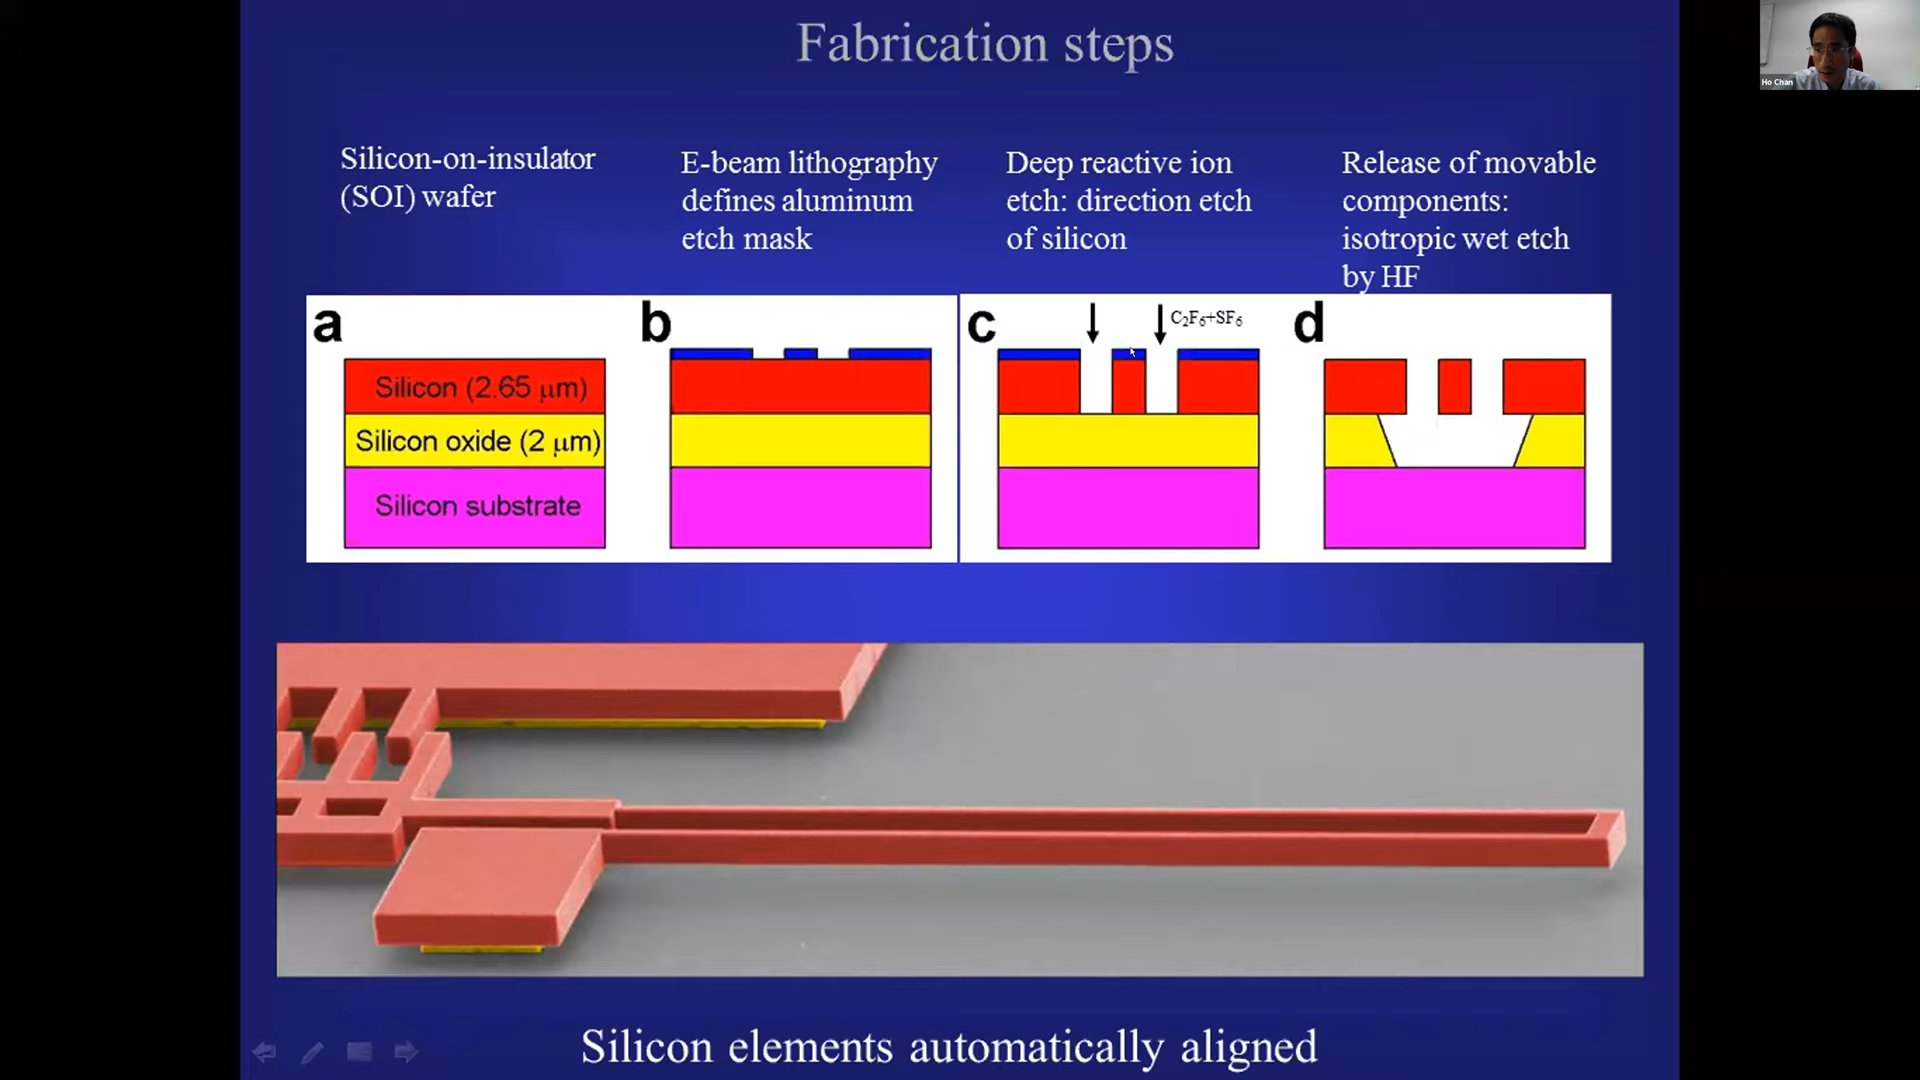 Fabrication steps
Ho Chan
Silicon-on-insulator
(SOI) wafer
E-beam lithography
defines aluminum
etch mask
Deep reactive ion
etch: direction etch
of silicon
Release of movable
components:
isotropic wet etch
by HF
a
b
c
d
C₂F₆+SF₆
Silicon (2.65 μm)
Silicon oxide (2 μm)
Silicon substrate
Silicon elements automatically aligned